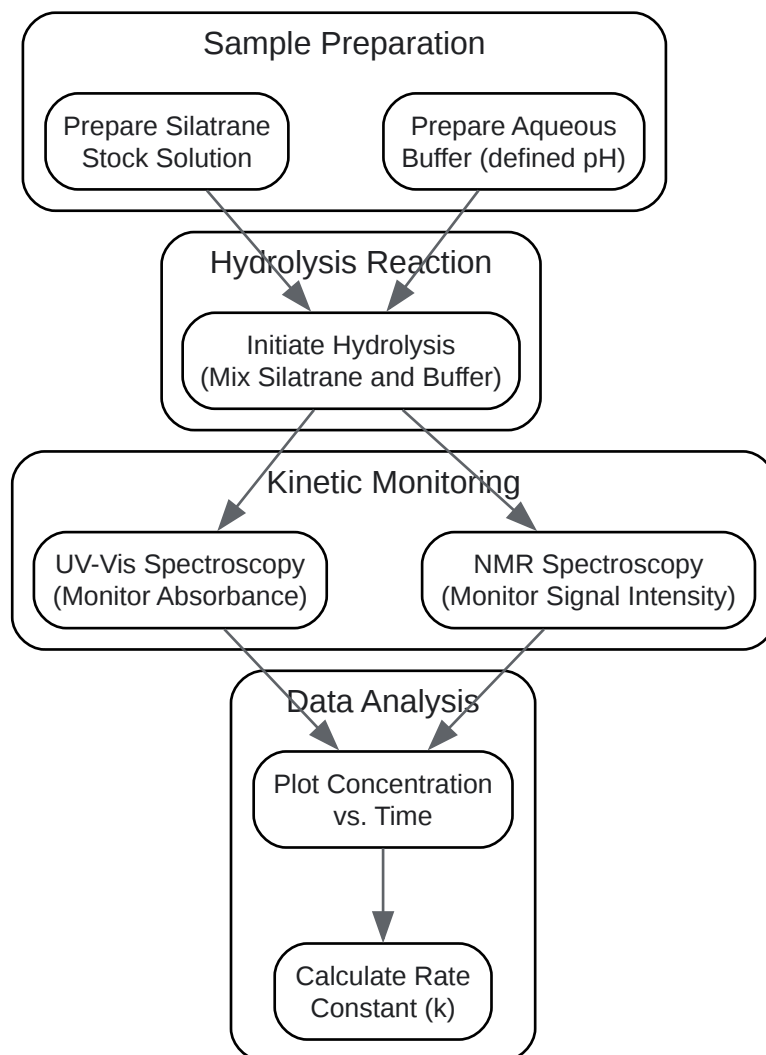 Sample Preparation
Prepare Silatrane
Stock Solution
Prepare Aqueous
Buffer (defined pH)
Hydrolysis Reaction
Initiate Hydrolysis
(Mix Silatrane and Buffer)
Kinetic Monitoring
UV-Vis Spectroscopy
(Monitor Absorbance)
NMR Spectroscopy
(Monitor Signal Intensity)
Data Analysis
Plot Concentration
vs. Time
Calculate Rate
Constant (k)